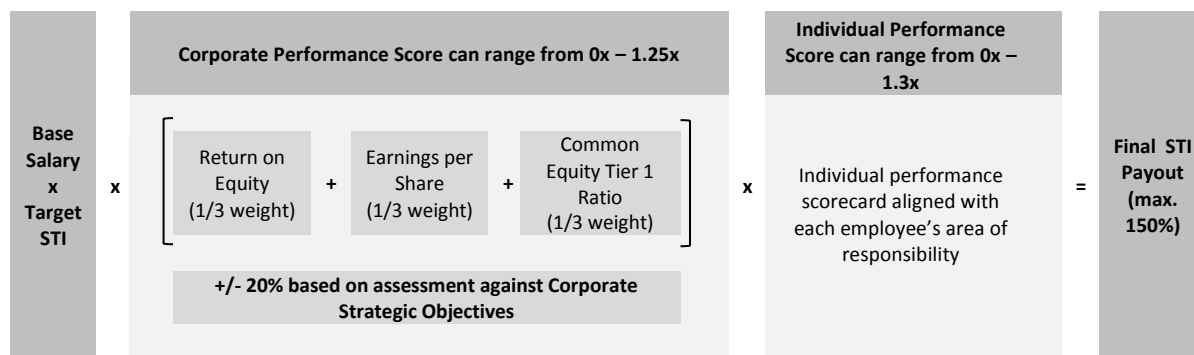 Base
Salary
x
Target
STI
x
Corporate Performance Score can range from 0x – 1.25x
Return on
Equity
(1/3 weight)
+
Earnings per
Share
(1/3 weight)
+
Common
Equity Tier 1
Ratio
(1/3 weight)
+/- 20% based on assessment against Corporate
Strategic Objectives
x
Individual Performance
Score can range from 0x –
1.3x
Individual performance
scorecard aligned with
each employee's area of
responsibility
=
Final STI
Payout
(max.
150%)